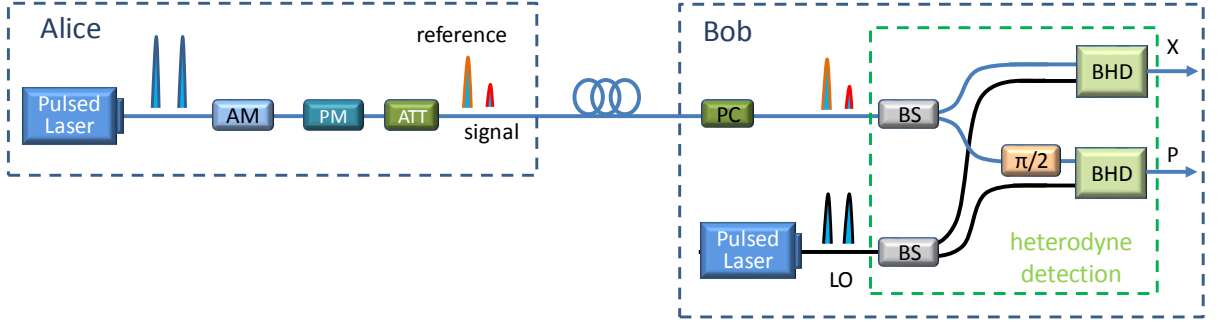 Alice
reference
Pulsed
Laser
AM
PM
ATT
signal
Bob
PC
BS
BHD
X
π/2
BHD
P
Pulsed
Laser
LO
BS
heterodyne
detection